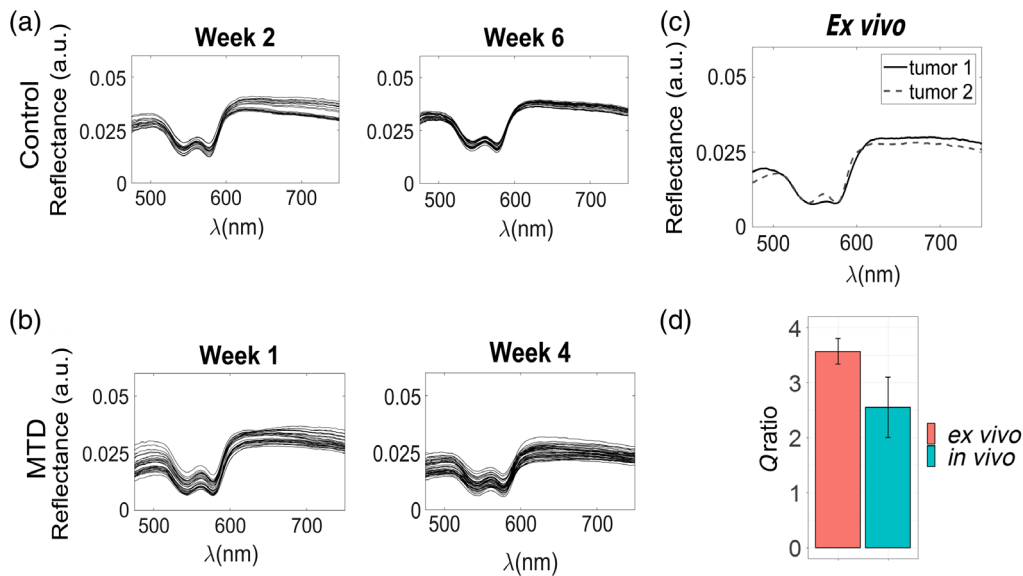 (a)
Control
Reflectance (a.u.)
Week 2
0.05
0.025
0
500 600 700
λ(nm)
Week 6
0.05
0.025
0
500 600 700
λ(nm)
(c)
Ex vivo
Reflectance (a.u.)
0.05
0.025
0
tumor 1
tumor 2
500 600 700
λ(nm)
(b)
MTD
Reflectance (a.u.)
Week 1
0.05
0.025
0
500 600 700
λ(nm)
Week 4
0.05
0.025
0
500 600 700
λ(nm)
(d)
Q ratio
4
3
2
1
0
ex vivo
in vivo